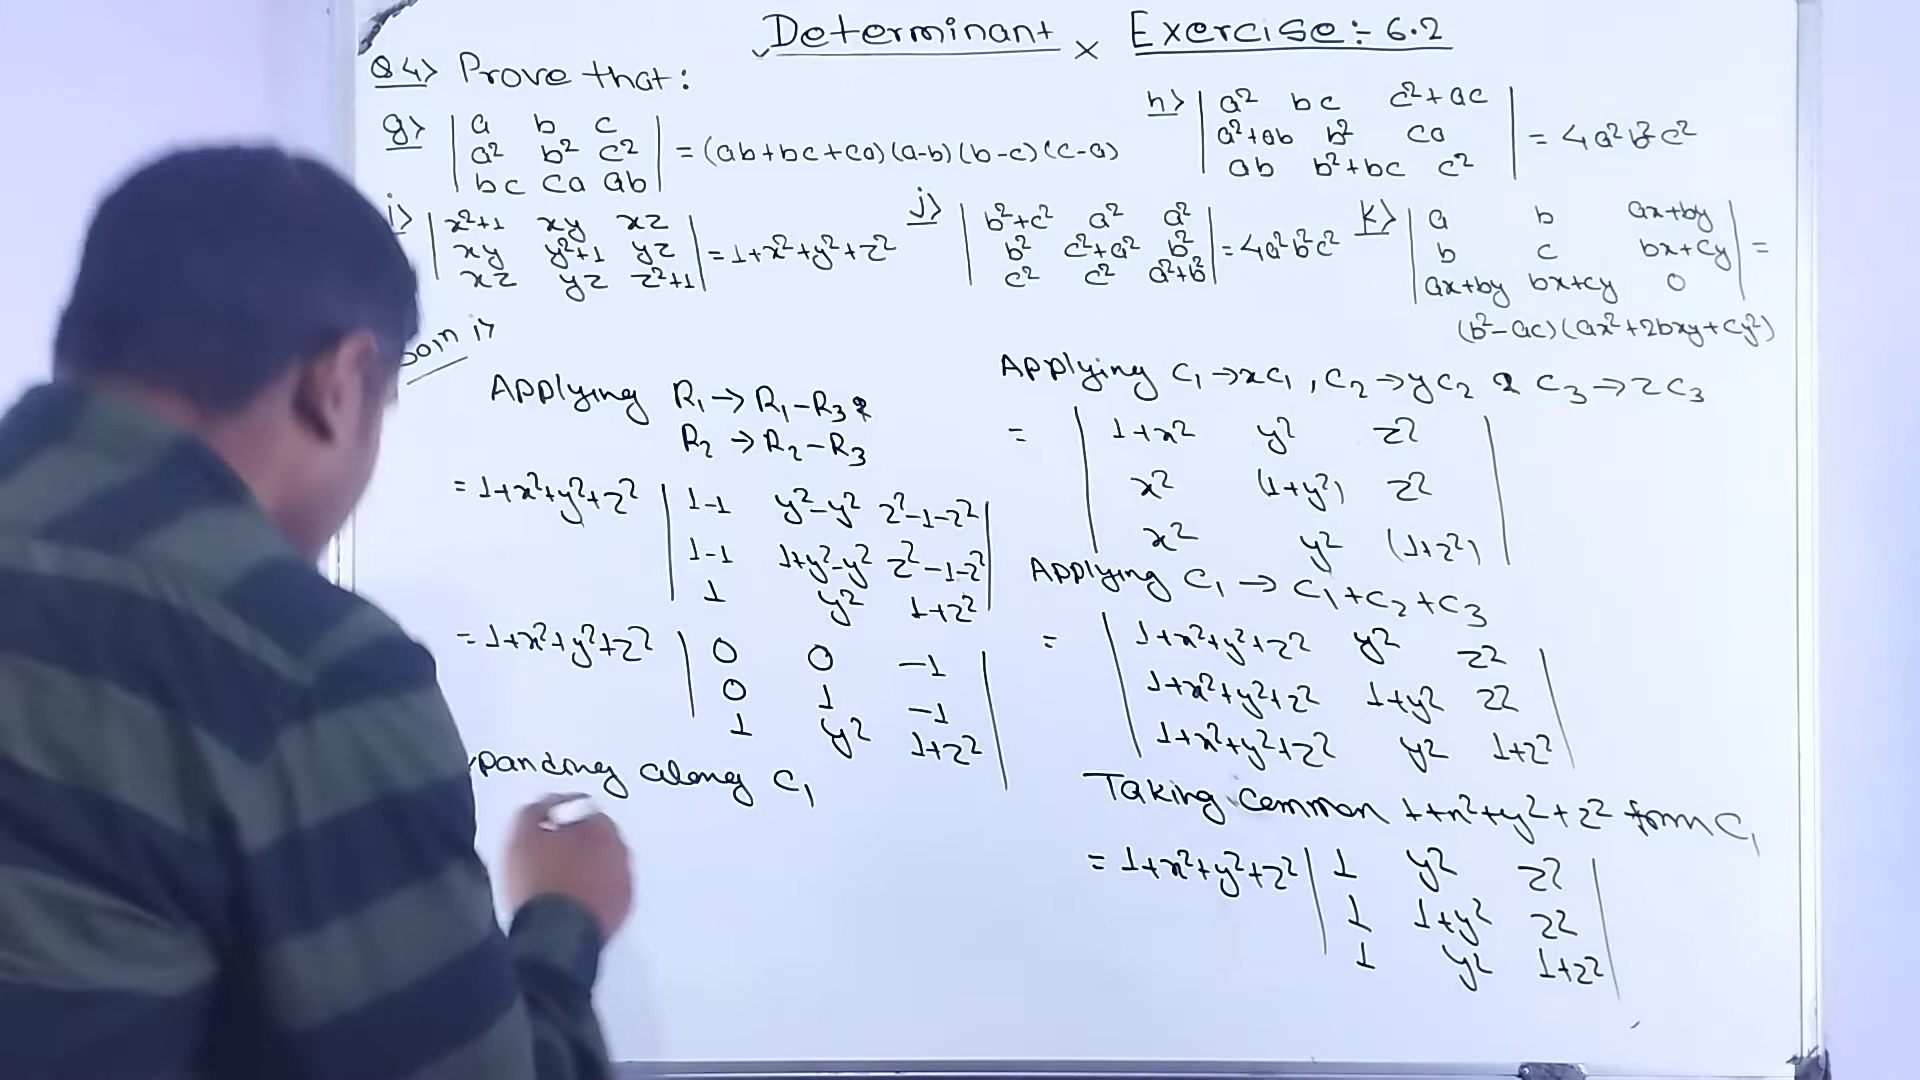 Determinant × Exercise:- 6.2
Q4> Prove that:
g> | a b c |
| a² b² c² | = (ab+bc+ca)(a-b)(b-c)(c-a)
| bc ca ab |
h> | a² bc c²+ac |
| a²+ab b² ca | = 4a²b²c²
| ab b²+bc c² |
i> | x²+1 xy xz |
| xy y²+1 yz | = 1+x²+y²+z²
| xz yz z²+1 |
j> | b²+c² a² a² |
| b² c²+a² b² | = 4a²b²c²
| c² c² a²+b² |
k> | a b ax+by |
| b c bx+cy | =
| ax+by bx+cy 0 |
(b²-ac)(ax²+2bxy+cy²)
soln i>
Applying R₁→R₁-R₃ &
R₂→R₂-R₃
= 1+x²+y²+z² | 1-1 y²-y² z²-1-z² |
| 1-1 1+y²-y² z²-1-z² |
| 1 y² 1+z² |
= 1+x²+y²+z² | 0 0 -1 |
| 0 1 -1 |
| 1 y² 1+z² |
panding along C₁
Applying C₁→xC₁, C₂→yC₂ & C₃→zC₃
= | 1+x² y² z² |
| x² (1+y²) z² |
| x² y² (1+z²) |
Applying C₁→C₁+C₂+C₃
= | 1+x²+y²+z² y² z² |
| 1+x²+y²+z² 1+y² z² |
| 1+x²+y²+z² y² 1+z² |
Taking common 1+x²+y²+z² form C₁
= 1+x²+y²+z² | 1 y² z² |
| 1 1+y² z² |
| 1 y² 1+z² |